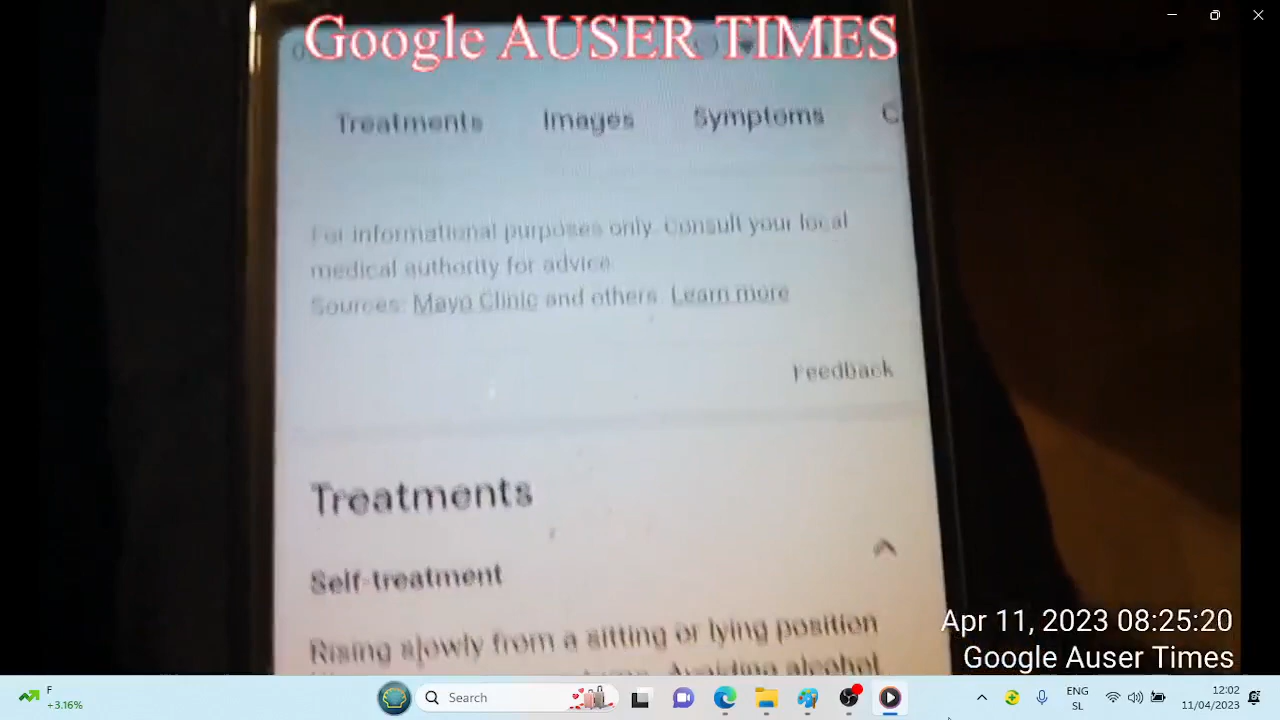 Google AUSER TIMES
Treatments Images Symptoms C
For informational purposes only. Consult your local
medical authority for advice.
Sources: Mayo Clinic and others. Learn more
Feedback
Treatments
Self-treatment
Rising slowly from a sitting or lying position
Avoiding alcohol
Apr 11, 2023 08:25:20
Google Auser Times
F
+3.16%
Search
ENG
SL
12:02
11/04/2023